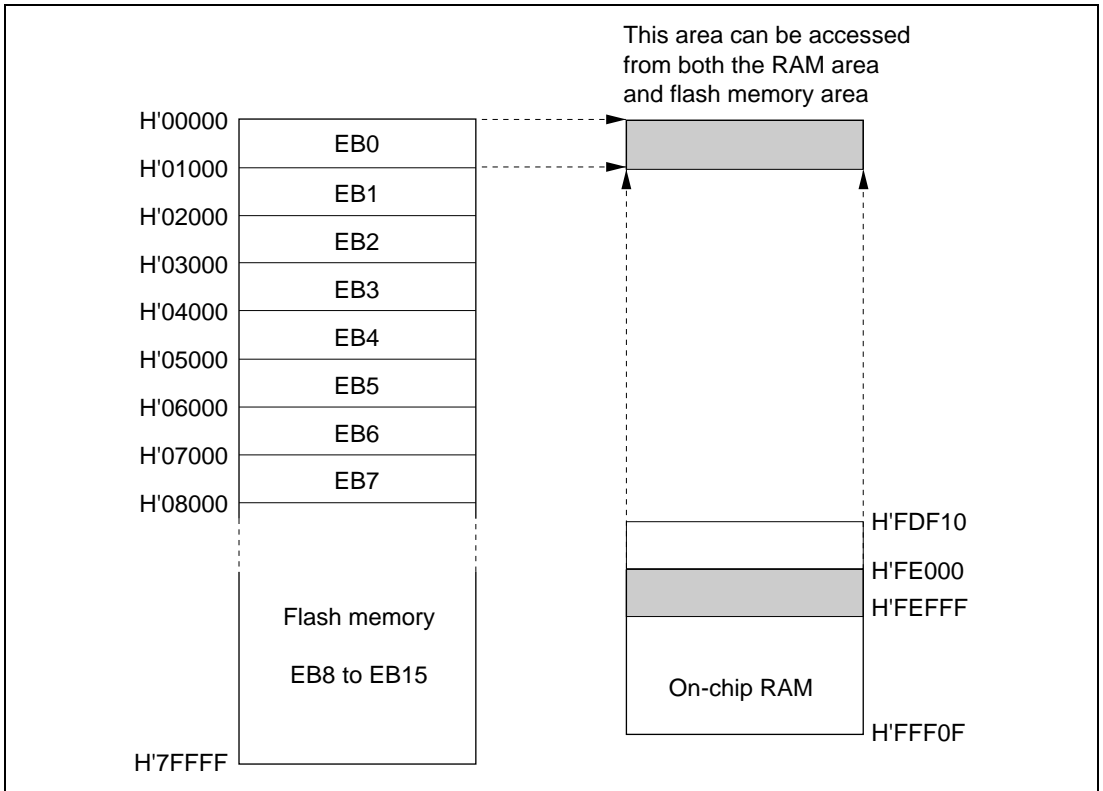 This area can be accessed
from both the RAM area
and flash memory area
H'00000
EB0
H'01000
EB1
H'02000
EB2
H'03000
EB3
H'04000
EB4
H'05000
EB5
H'06000
EB6
H'07000
EB7
H'08000
H'FDF10
H'FE000
H'FEFFF
Flash memory
EB8 to EB15
On-chip RAM
H'FFF0F
H'7FFFF